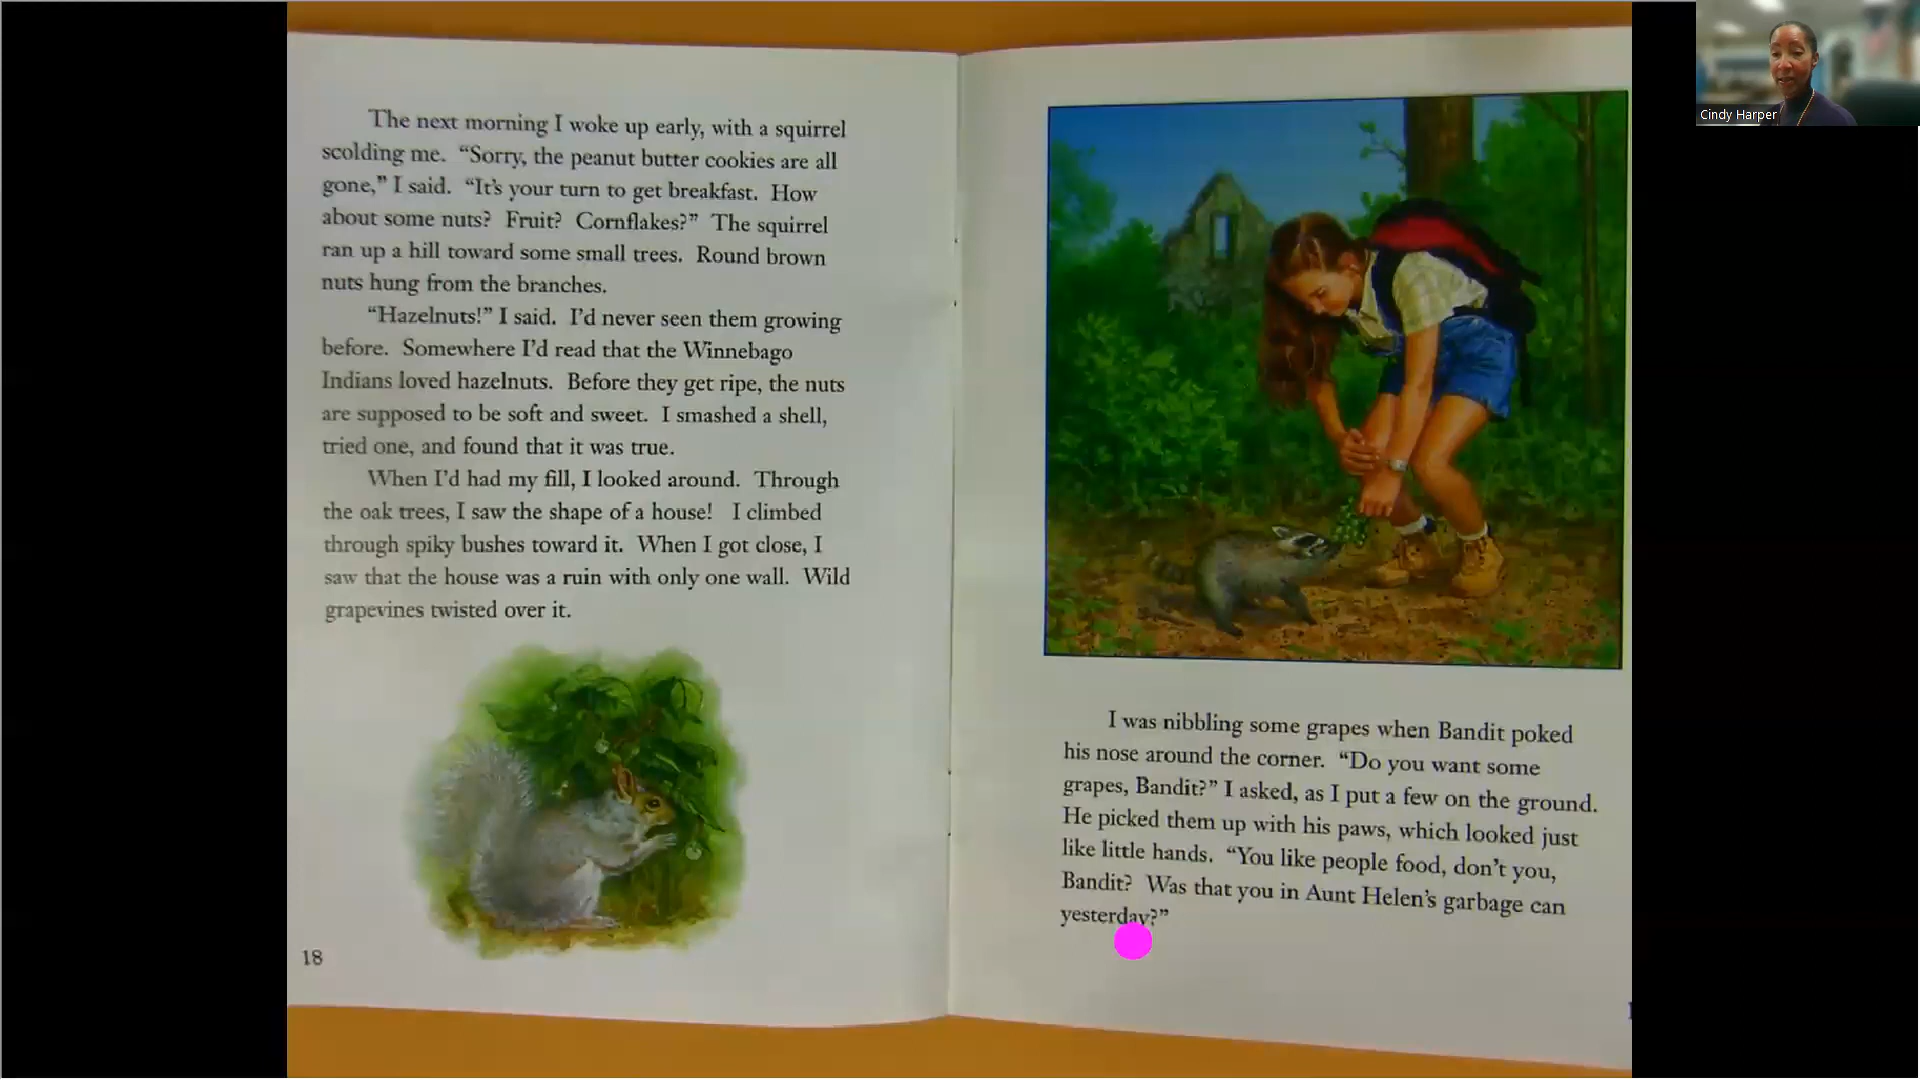 The next morning I woke up early, with a squirrel
scolding me. “Sorry, the peanut butter cookies are all
gone,” I said. “It’s your turn to get breakfast. How
about some nuts? Fruit? Cornflakes?” The squirrel
ran up a hill toward some small trees. Round brown
nuts hung from the branches.
“Hazelnuts!” I said. I’d never seen them growing
before. Somewhere I’d read that the Winnebago
Indians loved hazelnuts. Before they get ripe, the nuts
are supposed to be soft and sweet. I smashed a shell,
tried one, and found that it was true.
When I’d had my fill, I looked around. Through
the oak trees, I saw the shape of a house! I climbed
through spiky bushes toward it. When I got close, I
saw that the house was a ruin with only one wall. Wild
grapevines twisted over it.
18
I was nibbling some grapes when Bandit poked
his nose around the corner. “Do you want some
grapes, Bandit?” I asked, as I put a few on the ground.
He picked them up with his paws, which looked just
like little hands. “You like people food, don’t you,
Bandit? Was that you in Aunt Helen’s garbage can
yesterday?”
Cindy Harper